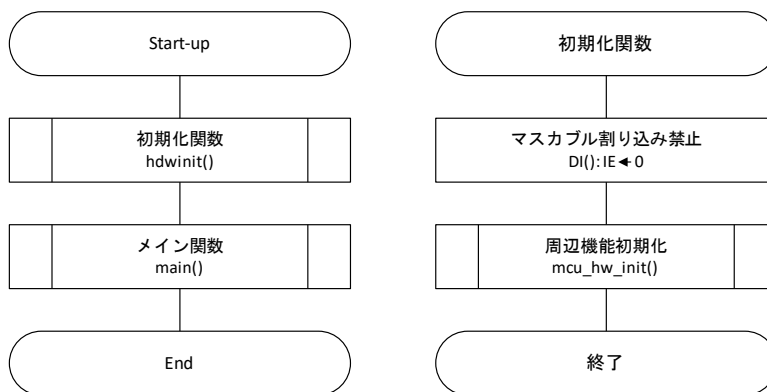 Start-up
初期化関数
hdwinit()
メイン関数
main()
End
初期化関数
マスカブル割り込み禁止
DI():IE←0
周辺機能初期化
mcu_hw_init()
終了